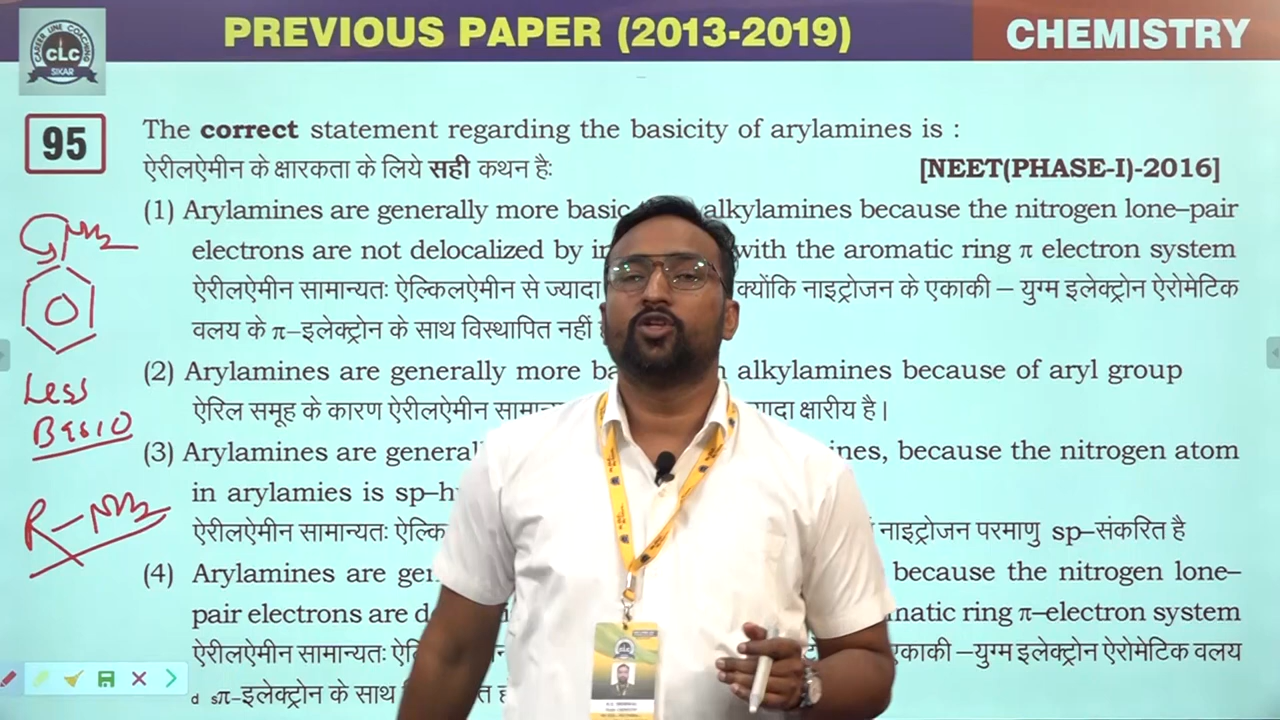 PREVIOUS PAPER (2013-2019)
CHEMISTRY
CAREER LINE COACHING
CLC
SIKAR
95
The correct statement regarding the basicity of arylamines is :
ऐरीलऐमीन के क्षारकता के लिये सही कथन है:
[NEET(PHASE-I)-2016]
(1) Arylamines are generally more basic alkylamines because the nitrogen lone–pair
electrons are not delocalized by with the aromatic ring π electron system
ऐरीलऐमीन सामान्यतः ऐल्किलऐमीन से ज्यादा क्योंकि नाइट्रोजन के एकाकी – युग्म इलेक्ट्रोन ऐरोमेटिक
वलय के π–इलेक्ट्रोन के साथ विस्थापित नहीं
(2) Arylamines are generally more alkylamines because of aryl group
ऐरिल समूह के कारण ऐरीलऐमीन क्षारीय है।
(3) Arylamines are because the nitrogen atom
in arylamies is
ऐरीलऐमीन सामान्यतः नाइट्रोजन परमाणु sp–संकरित है
(4) Arylamines are because the nitrogen lone–
pair electrons are ring π–electron system
ऐरीलऐमीन सामान्यतः –युग्म इलेक्ट्रोन ऐरोमेटिक वलय
d sπ–इलेक्ट्रोन के साथ
NH2
Less
Basic
R–NH2
CLC